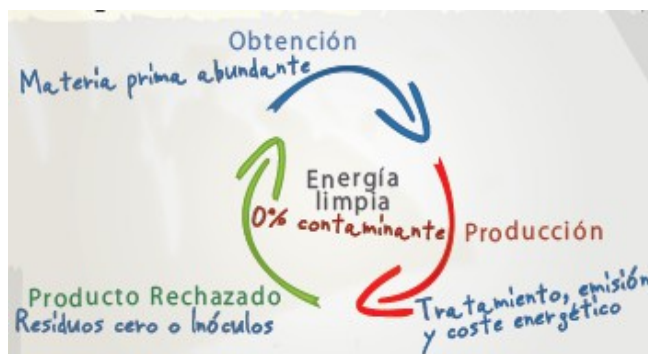 Obtención
Materia prima abundante
Energía
limpia
0% contaminante
Producción
Producto Rechazado
Residuos cero o Inóculos
Tratamiento, emisión
y coste energético